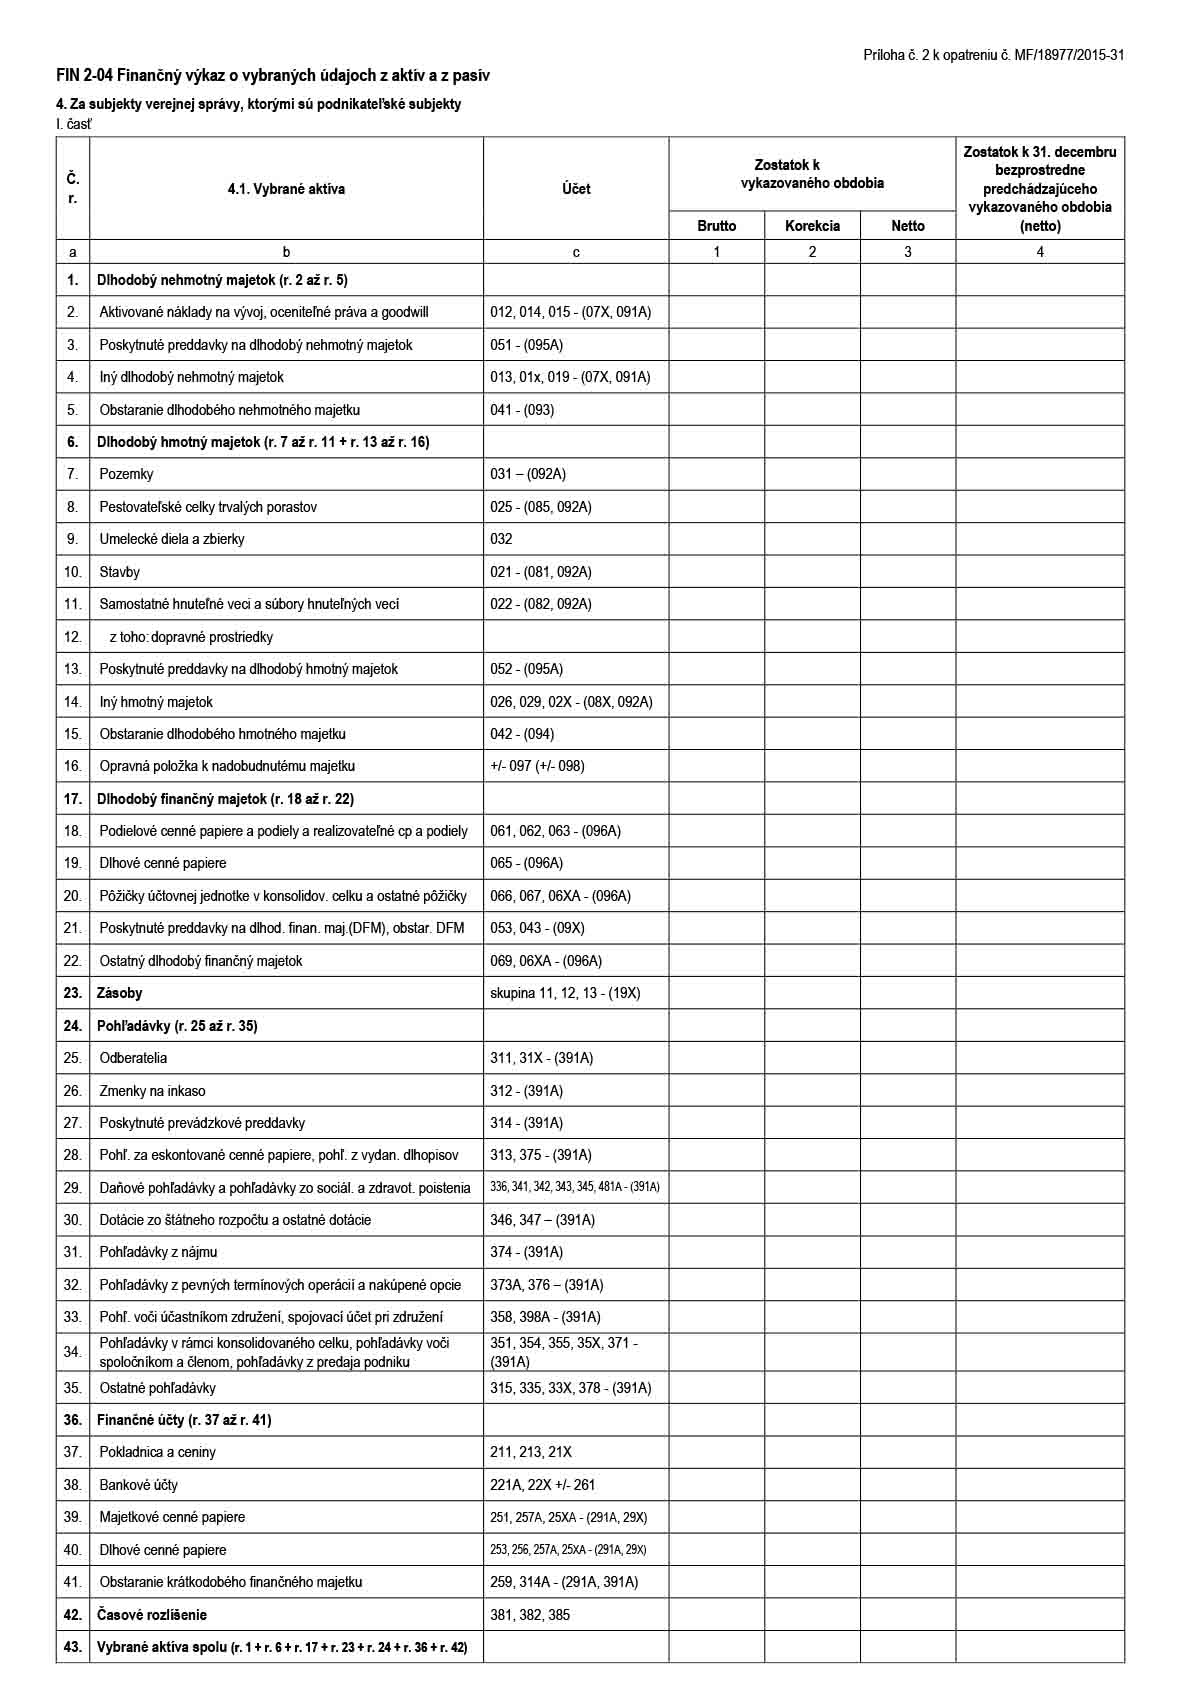 Príloha č. 2 k opatreniu č. MF/18977/2015-31
FIN 2-04 Finančný výkaz o vybraných údajoch z aktív a z pasív
4. Za subjekty verejnej správy, ktorými sú podnikateľské subjekty
I. časť
Č. r. 4.1. Vybrané aktíva Účet Zostatok k vykazovaného obdobia Zostatok k 31. decembru bezprostredne predchádzajúceho vykazovaného obdobia (netto)
Brutto Korekcia Netto
a b c 1 2 3 4
1. Dlhodobý nehmotný majetok (r. 2 až r. 5)
2. Aktivované náklady na vývoj, oceniteľné práva a goodwill 012, 014, 015 - (07X, 091A)
3. Poskytnuté preddavky na dlhodobý nehmotný majetok 051 - (095A)
4. Iný dlhodobý nehmotný majetok 013, 01x, 019 - (07X, 091A)
5. Obstaranie dlhodobého nehmotného majetku 041 - (093)
6. Dlhodobý hmotný majetok (r. 7 až r. 11 + r. 13 až r. 16)
7. Pozemky 031 – (092A)
8. Pestovateľské celky trvalých porastov 025 - (085, 092A)
9. Umelecké diela a zbierky 032
10. Stavby 021 - (081, 092A)
11. Samostatné hnuteľné veci a súbory hnuteľných vecí 022 - (082, 092A)
12. z toho: dopravné prostriedky
13. Poskytnuté preddavky na dlhodobý hmotný majetok 052 - (095A)
14. Iný hmotný majetok 026, 029, 02X - (08X, 092A)
15. Obstaranie dlhodobého hmotného majetku 042 - (094)
16. Opravná položka k nadobudnutému majetku +/- 097 (+/- 098)
17. Dlhodobý finančný majetok (r. 18 až r. 22)
18. Podielové cenné papiere a podiely a realizovateľné cp a podiely 061, 062, 063 - (096A)
19. Dlhové cenné papiere 065 - (096A)
20. Pôžičky účtovnej jednotke v konsolidov. celku a ostatné pôžičky 066, 067, 06XA - (096A)
21. Poskytnuté preddavky na dlhod. finan. maj.(DFM), obstar. DFM 053, 043 - (09X)
22. Ostatný dlhodobý finančný majetok 069, 06XA - (096A)
23. Zásoby skupina 11, 12, 13 - (19X)
24. Pohľadávky (r. 25 až r. 35)
25. Odberatelia 311, 31X - (391A)
26. Zmenky na inkaso 312 - (391A)
27. Poskytnuté prevádzkové preddavky 314 - (391A)
28. Pohľ. za eskontované cenné papiere, pohľ. z vydan. dlhopisov 313, 375 - (391A)
29. Daňové pohľadávky a pohľadávky zo sociál. a zdravot. poistenia 336, 341, 342, 343, 345, 481A - (391A)
30. Dotácie zo štátneho rozpočtu a ostatné dotácie 346, 347 – (391A)
31. Pohľadávky z nájmu 374 - (391A)
32. Pohľadávky z pevných termínových operácií a nakúpené opcie 373A, 376 – (391A)
33. Pohľ. voči účastníkom združení, spojovací účet pri združení 358, 398A - (391A)
34. Pohľadávky v rámci konsolidovaného celku, pohľadávky voči spoločníkom a členom, pohľadávky z predaja podniku 351, 354, 355, 35X, 371 - (391A)
35. Ostatné pohľadávky 315, 335, 33X, 378 - (391A)
36. Finančné účty (r. 37 až r. 41)
37. Pokladnica a ceniny 211, 213, 21X
38. Bankové účty 221A, 22X +/- 261
39. Majetkové cenné papiere 251, 257A, 25XA - (291A, 29X)
40. Dlhové cenné papiere 253, 256, 257A, 25XA - (291A, 29X)
41. Obstaranie krátkodobého finančného majetku 259, 314A - (291A, 391A)
42. Časové rozlíšenie 381, 382, 385
43. Vybrané aktíva spolu (r. 1 + r. 6 + r. 17 + r. 23 + r. 24 + r. 36 + r. 42)